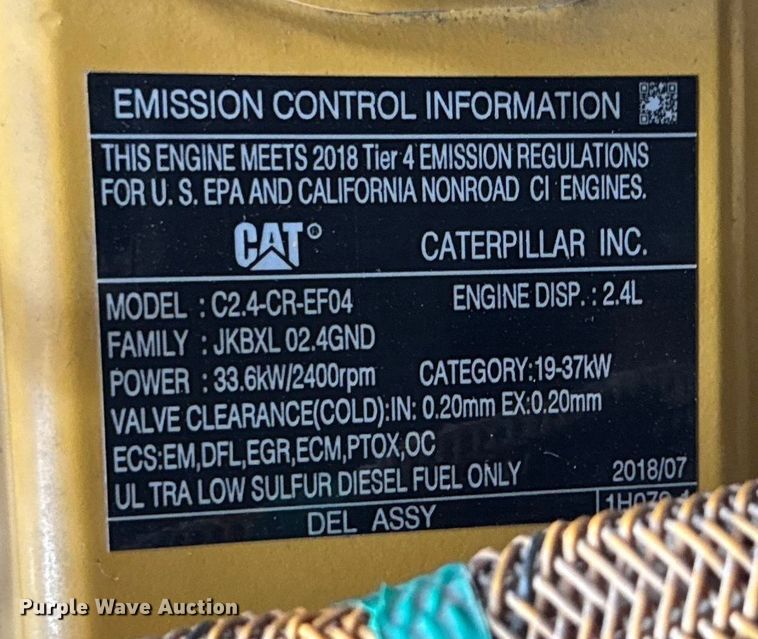 EMISSION CONTROL INFORMATION
THIS ENGINE MEETS 2018 Tier 4 EMISSION REGULATIONS
FOR U. S. EPA AND CALIFORNIA NONROAD CI ENGINES.
CAT® CATERPILLAR INC.
MODEL : C2.4-CR-EF04 ENGINE DISP. : 2.4L
FAMILY : JKBXL 02.4GND
POWER : 33.6kW/2400rpm CATEGORY:19-37kW
VALVE CLEARANCE(COLD):IN: 0.20mm EX:0.20mm
ECS:EM,DFL,EGR,ECM,PTOX,OC
UL TRA LOW SULFUR DIESEL FUEL ONLY 2018/07
DEL ASSY
Purple Wave Auction